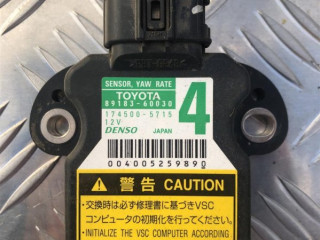 SENSOR, YAW RATE
TOYOTA
89183-60030
174500-5715
12V
DENSO JAPAN
4
004005259890
警告 CAUTION
・交換時は必ず修理書に基づきVSC
コンピュータの初期化を行ってください。
・INITIALIZE THE VSC COMPUTER ACCORDING